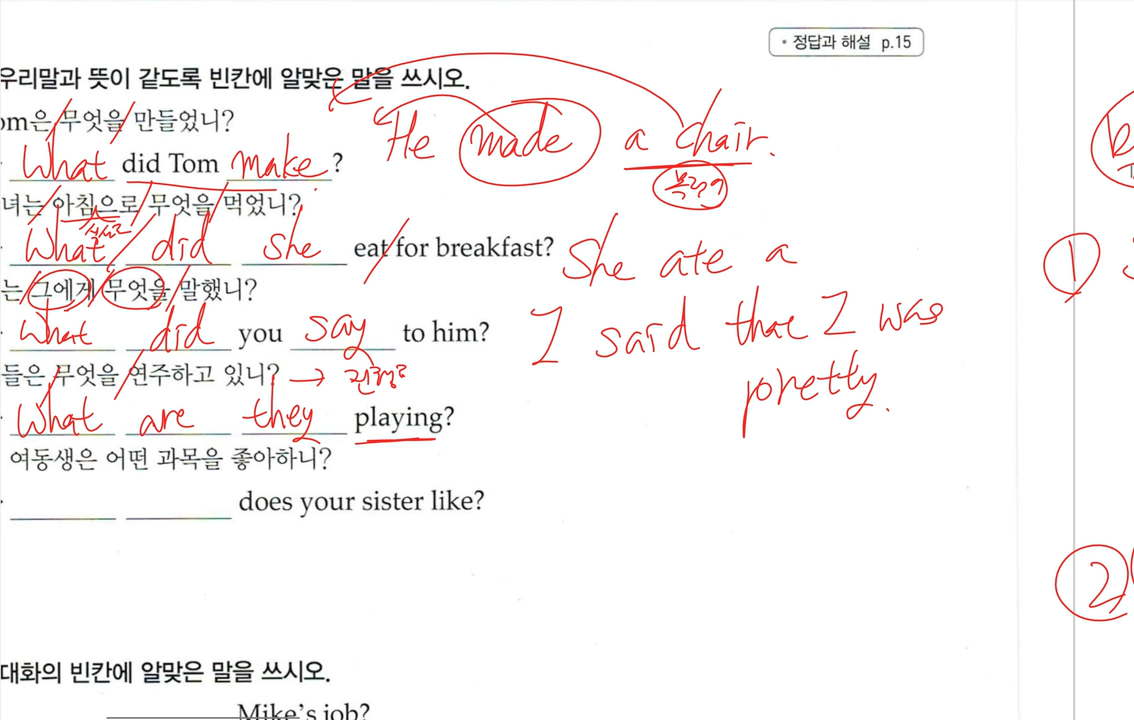 • 정답과 해설 p.15
우리말과 뜻이 같도록 빈칸에 알맞은 말을 쓰시오.
om은 무엇을 만들었니?
What did Tom make? He made a chair.
목적어
녀는 아침으로 무엇을 먹었니?
What did she eat for breakfast? She ate a
는 그에게 무엇을 말했니?
What did you say to him? I said that I was
pretty.
들은 무엇을 연주하고 있니? → 진행형
What are they playing?
여동생은 어떤 과목을 좋아하니?
does your sister like?
대화의 빈칸에 알맞은 말을 쓰시오.
Mike's job?
1
2